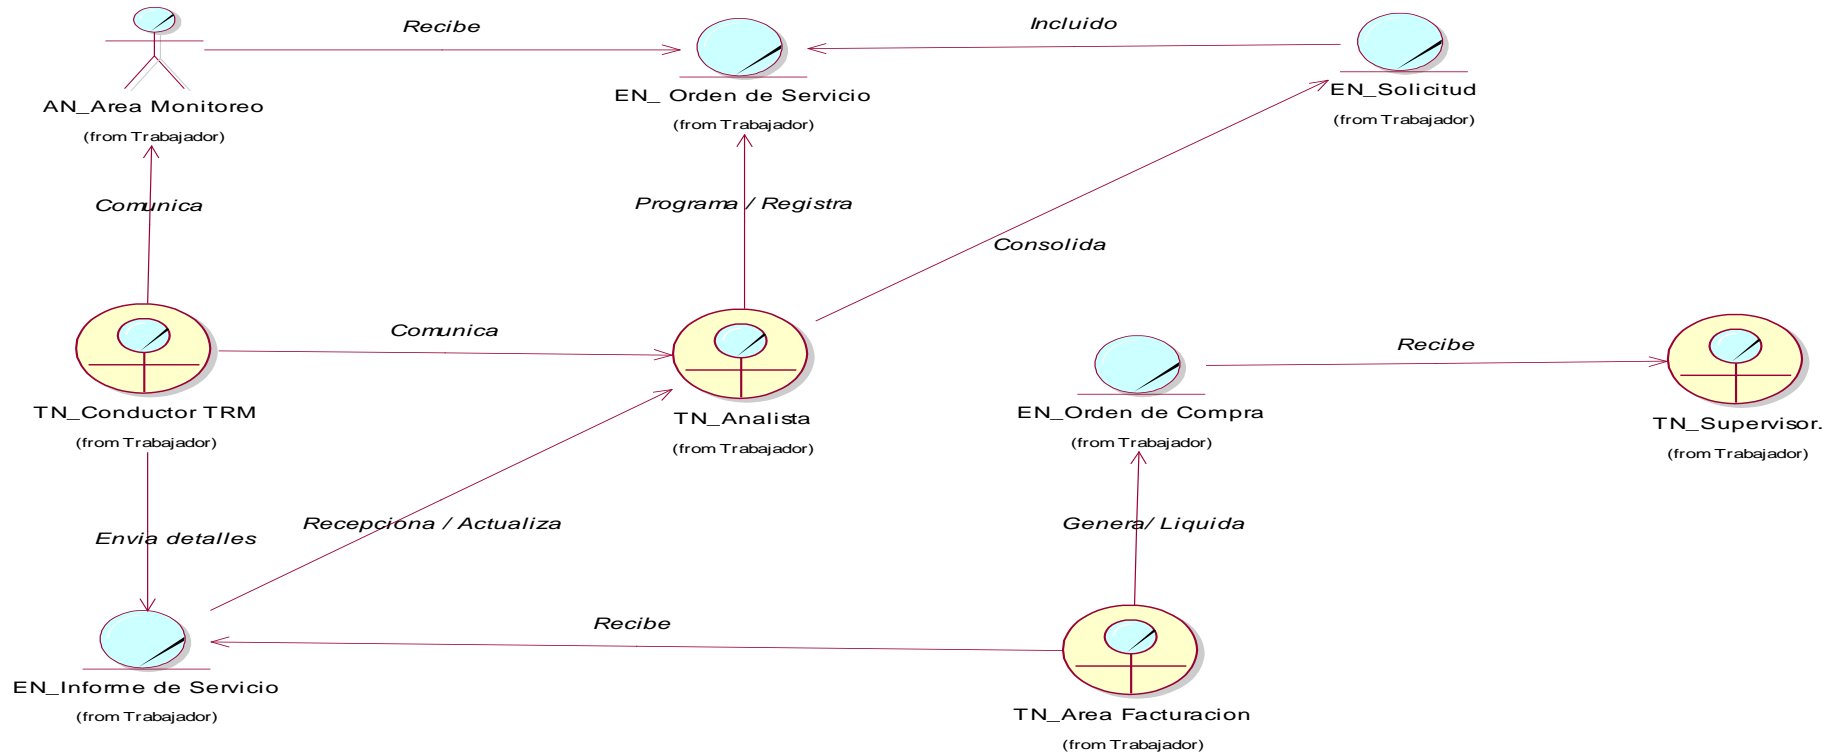 Recibe
Incluido
AN_Area Monitoreo
(from Trabajador)
EN_ Orden de Servicio
(from Trabajador)
EN_Solicitud
(from Trabajador)
Comunica
Programa / Registra
Consolida
Comunica
Recibe
TN_Conductor TRM
(from Trabajador)
TN_Analista
(from Trabajador)
EN_Orden de Compra
(from Trabajador)
TN_Supervisor.
(from Trabajador)
Envia detalles
Recepciona / Actualiza
Genera/ Liquida
Recibe
EN_Informe de Servicio
(from Trabajador)
TN_Area Facturacion
(from Trabajador)